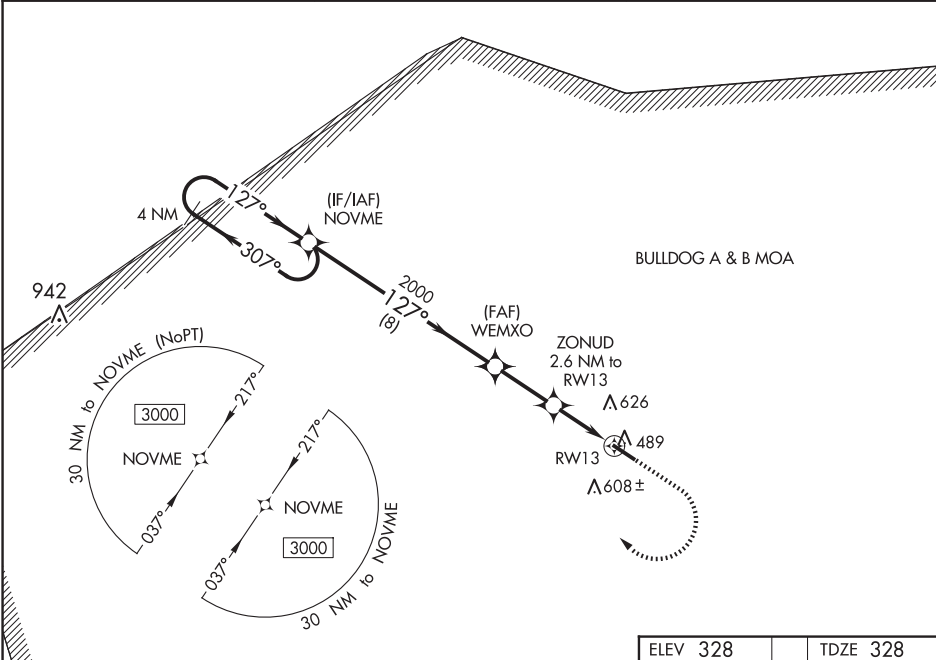 127°
4 NM
307°
(IF/IAF)
NOVME
942
BULLDOG A & B MOA
2000
127°
(8)
(FAF)
WEMXO
ZONUD
2.6 NM to
RW13
626
489
RW13
608 ±
30 NM to NOVME (NoPT)
3000
217°
NOVME
037°
217°
NOVME
3000
037°
30 NM to NOVME
ELEV 328
TDZE 328